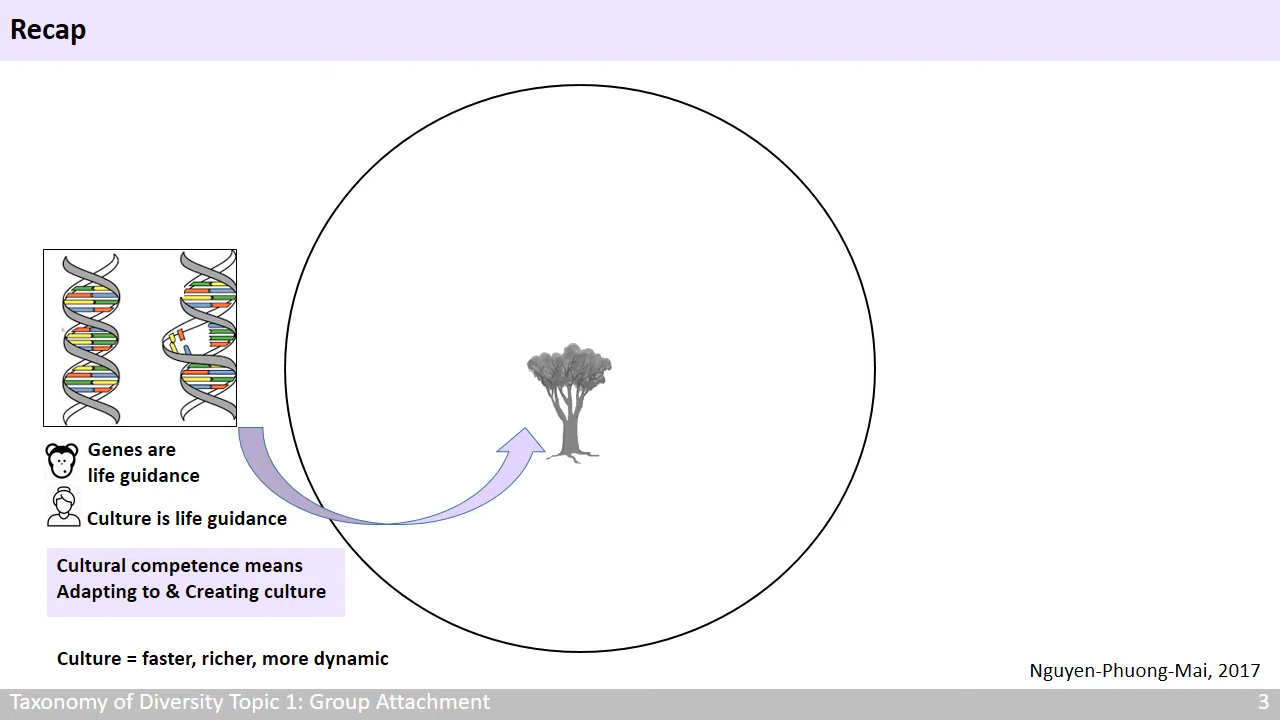 Recap
Genes are
life guidance
Culture is life guidance
Cultural competence means
Adapting to & Creating culture
Culture = faster, richer, more dynamic
Nguyen-Phuong-Mai, 2017
Taxonomy of Diversity Topic 1: Group Attachment
3